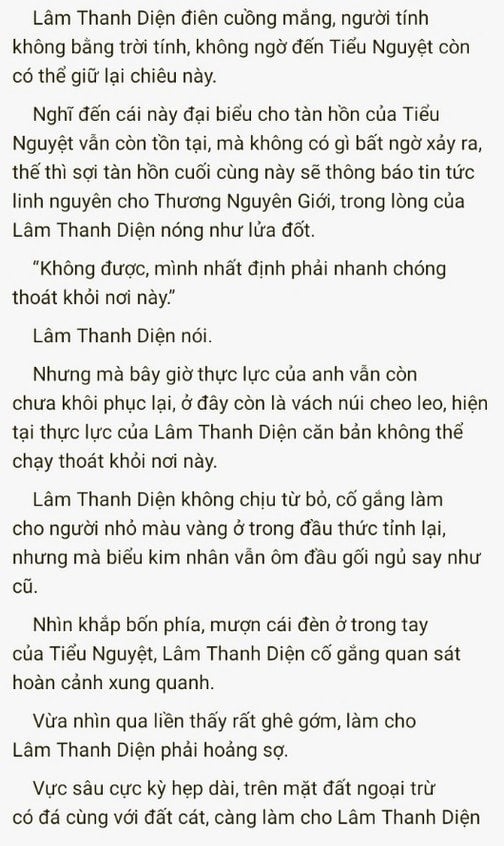 Lâm Thanh Diện điên cuồng mắng, người tính
không bằng trời tính, không ngờ đến Tiểu Nguyệt còn
có thể giữ lại chiêu này.
Nghĩ đến cái này đại biểu cho tàn hồn của Tiểu
Nguyệt vẫn còn tồn tại, mà không có gì bất ngờ xảy ra,
thế thì sợi tàn hồn cuối cùng này sẽ thông báo tin tức
linh nguyên cho Thương Nguyên Giới, trong lòng của
Lâm Thanh Diện nóng như lửa đốt.
“Không được, mình nhất định phải nhanh chóng
thoát khỏi nơi này.”
Lâm Thanh Diện nói.
Nhưng mà bây giờ thực lực của anh vẫn còn
chưa khôi phục lại, ở đây còn là vách núi cheo leo, hiện
tại thực lực của Lâm Thanh Diện căn bản không thể
chạy thoát khỏi nơi này.
Lâm Thanh Diện không chịu từ bỏ, cố gắng làm
cho người nhỏ màu vàng ở trong đầu thức tỉnh lại,
nhưng mà biểu kim nhân vẫn ôm đầu gối ngủ say như
cũ.
Nhìn khắp bốn phía, mượn cái đèn ở trong tay
của Tiểu Nguyệt, Lâm Thanh Diện cố gắng quan sát
hoàn cảnh xung quanh.
Vừa nhìn qua liền thấy rất ghê gớm, làm cho
Lâm Thanh Diện phải hoảng sợ.
Vực sâu cực kỳ hẹp dài, trên mặt đất ngoại trừ
có đá cùng với đất cát, càng làm cho Lâm Thanh Diện